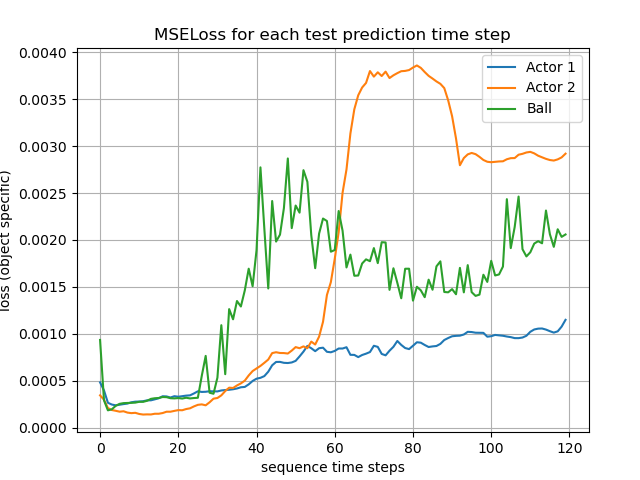 MSELoss for each test prediction time step
0.0040
0.0035
0.0030
0.0025
0.0020
0.0015
0.0010
0.0005
0.0000
loss (object specific)
Actor 1
Actor 2
Ball
0 20 40 60 80 100 120
sequence time steps